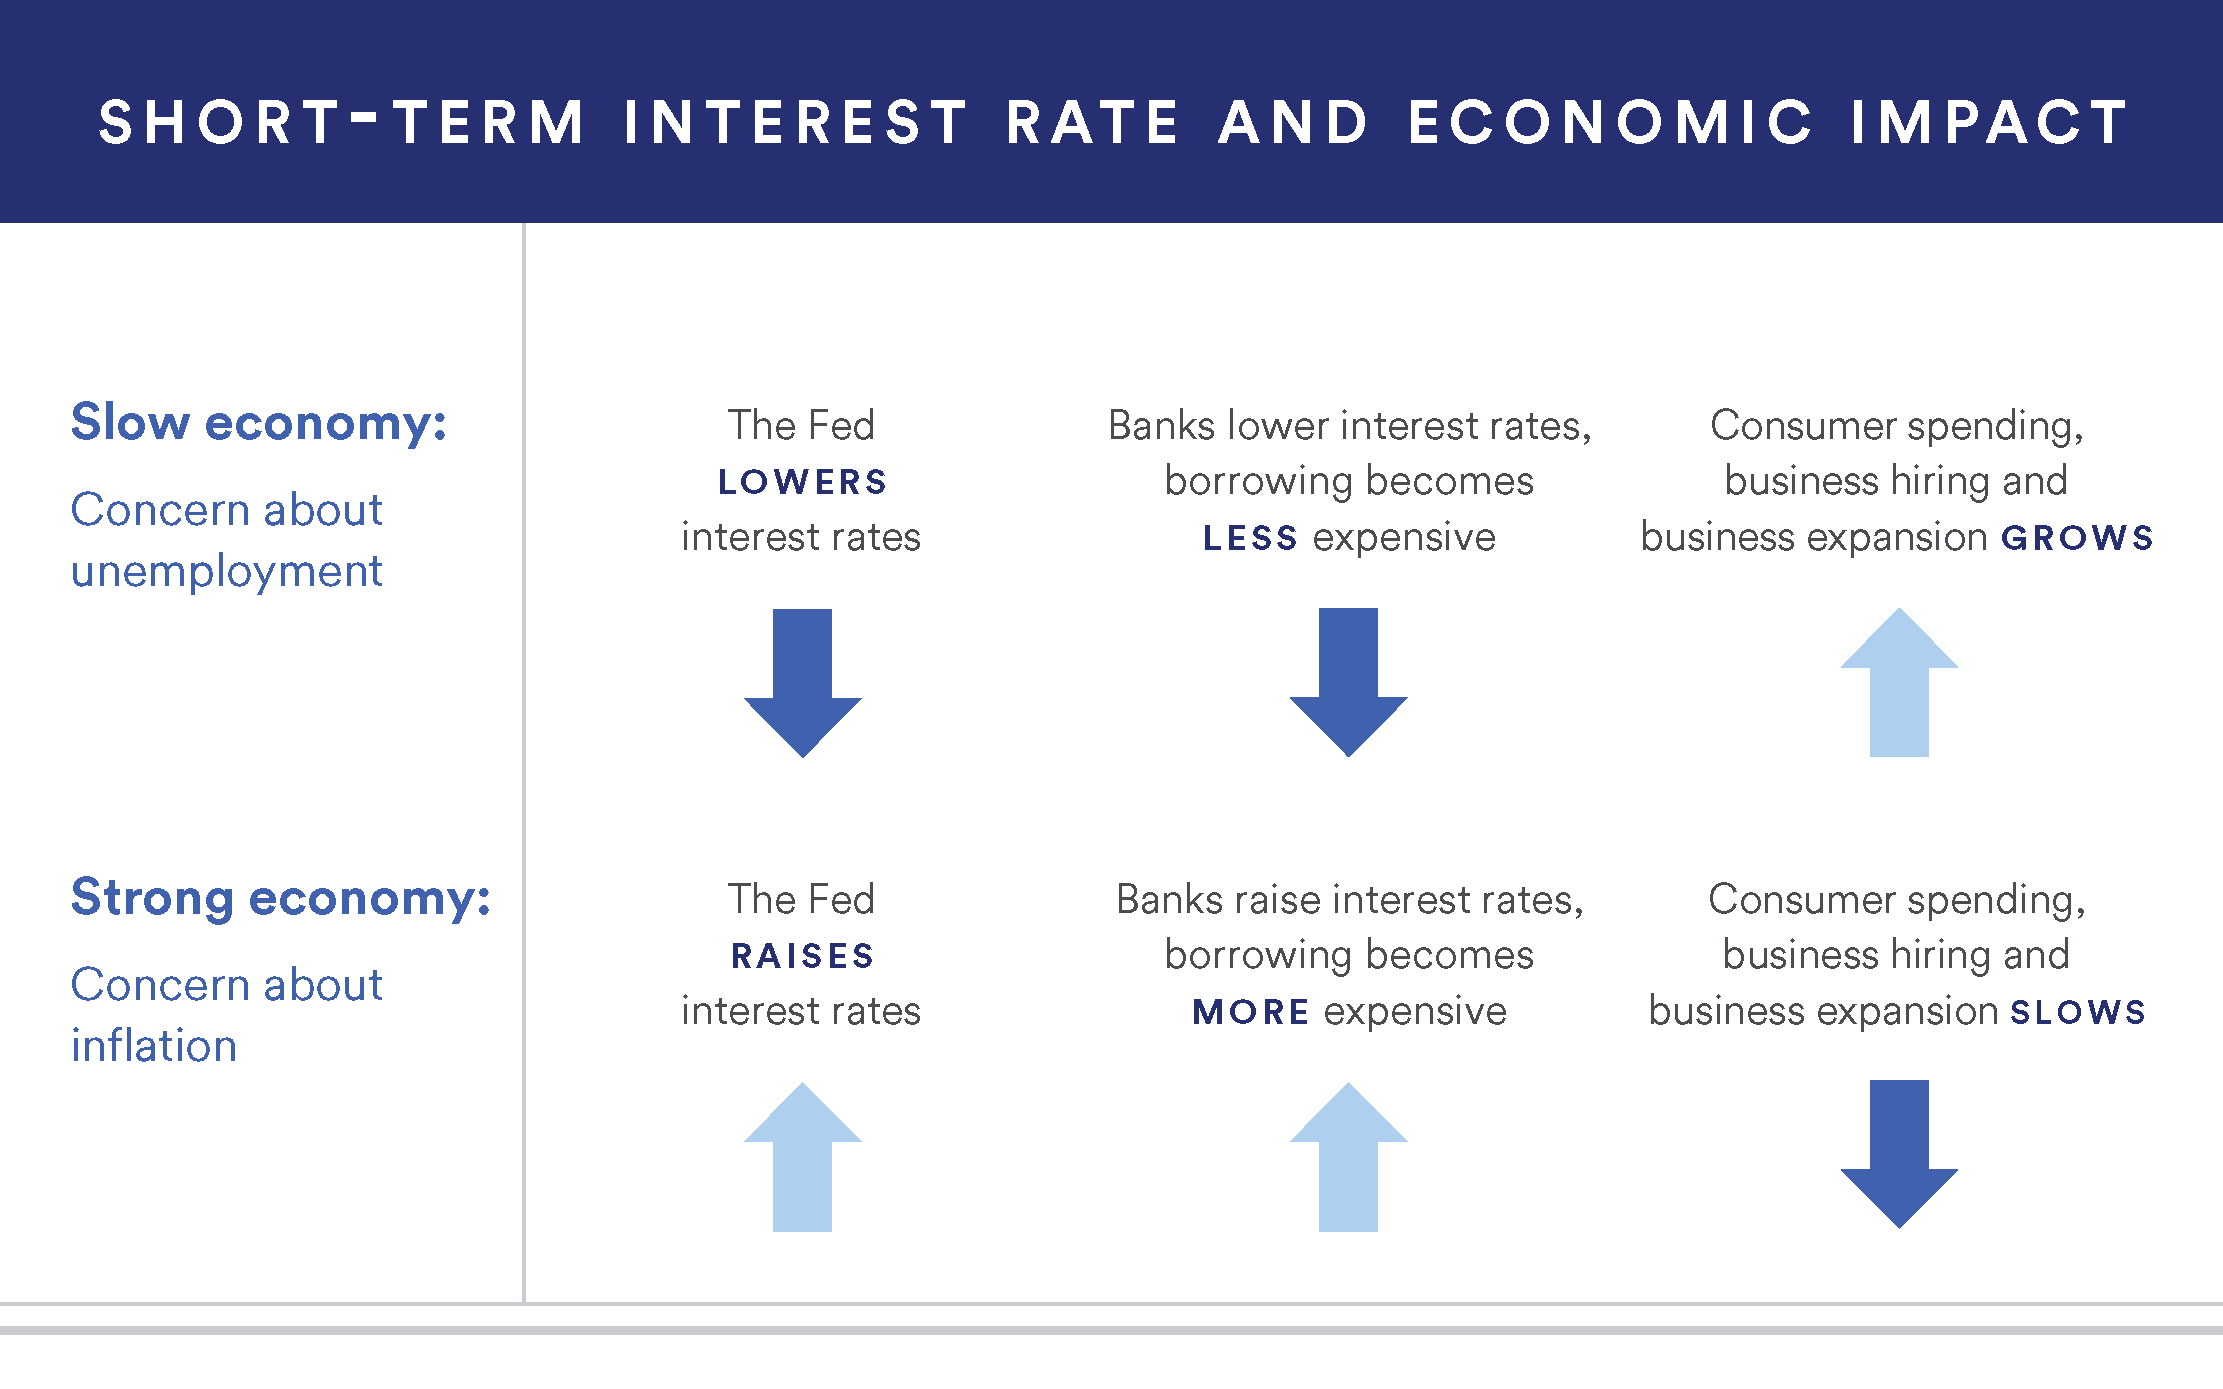 SHORT-TERM INTEREST RATE AND ECONOMIC IMPACT
Slow economy:
Concern about
unemployment
The Fed
LOWERS
interest rates
Banks lower interest rates,
borrowing becomes
LESS expensive
Consumer spending,
business hiring and
business expansion GROWS
Strong economy:
Concern about
inflation
The Fed
RAISES
interest rates
Banks raise interest rates,
borrowing becomes
MORE expensive
Consumer spending,
business hiring and
business expansion SLOWS